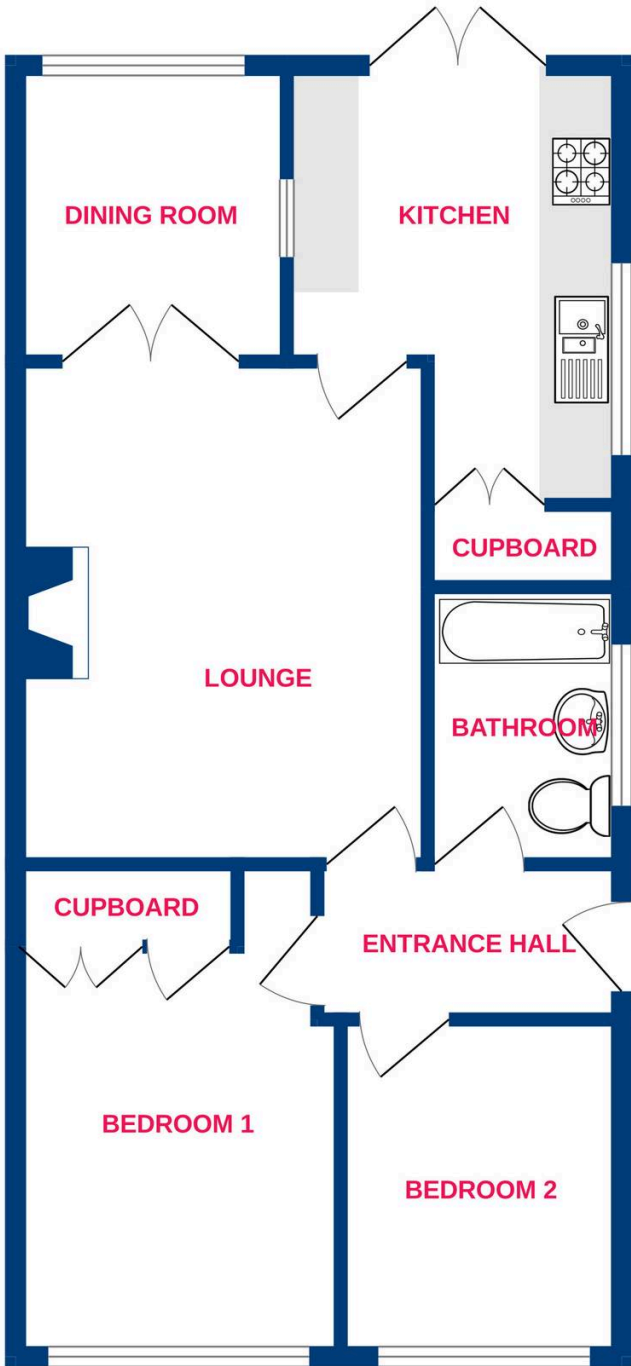 DINING ROOM
KITCHEN
CUPBOARD
LOUNGE
BATHROOM
CUPBOARD
ENTRANCE HALL
BEDROOM 1
BEDROOM 2